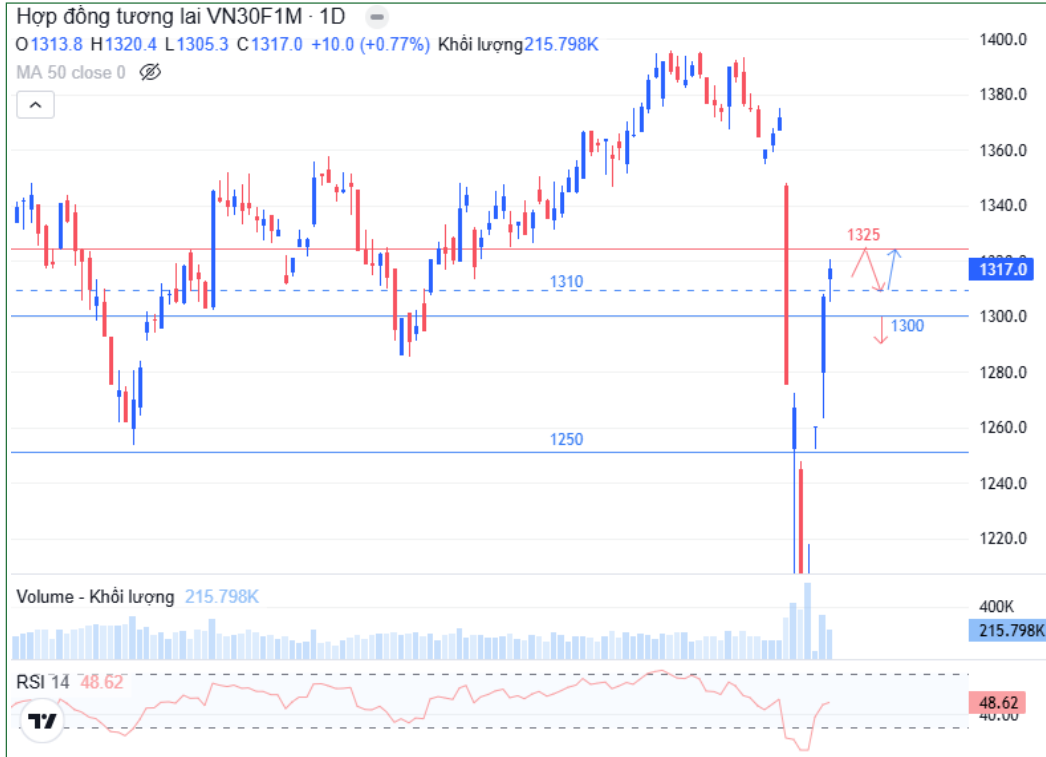 Hợp đồng tương lai VN30F1M · 1D
O1313.8 H1320.4 L1305.3 C1317.0 +10.0 (+0.77%) Khối lượng215.798K
MA 50 close 0
1400.0
1380.0
1360.0
1340.0
1325
1317.0
1310
1300.0
1300
1280.0
1260.0
1250
1240.0
1220.0
Volume - Khối lượng 215.798K
400K
215.798K
RSI 14 48.62
48.62
40.00